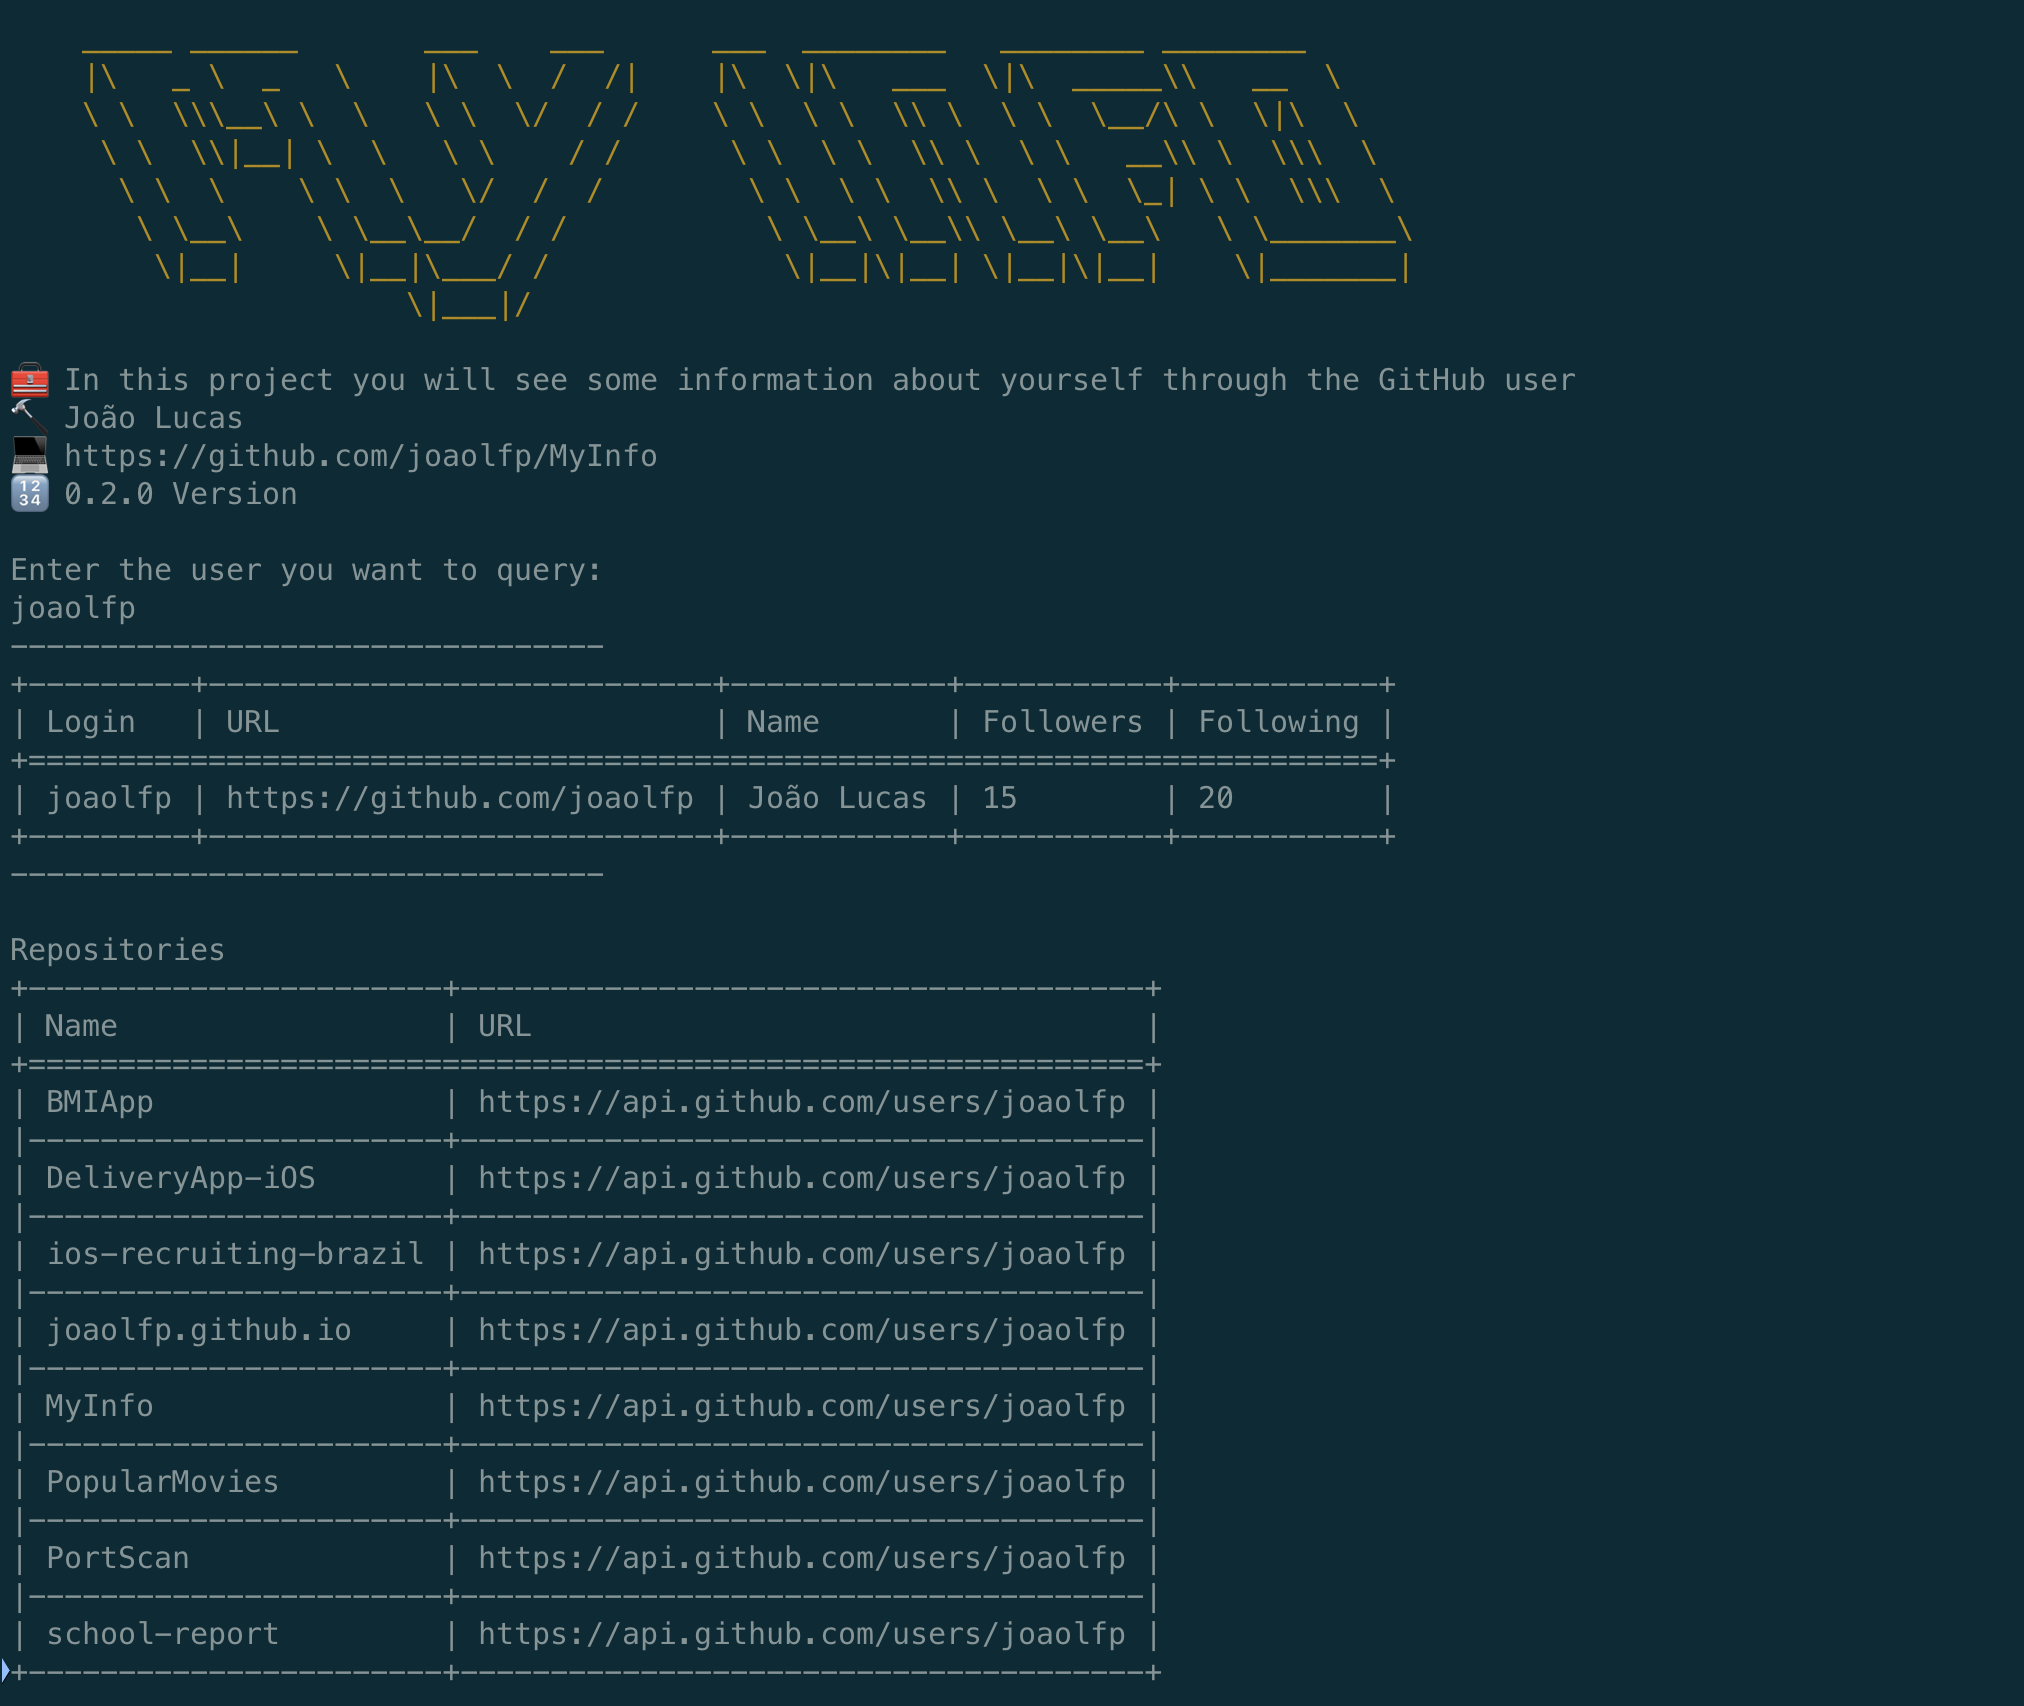 MY INFO
In this project you will see some information about yourself through the GitHub user
João Lucas
https://github.com/joaolfp/MyInfo
0.2.0 Version
Enter the user you want to query:
joaolfp
---------------------------------
+---------+----------------------------+------------+-----------+-----------+
| Login   | URL                        | Name       | Followers | Following |
+===========================================================================+
| joaolfp | https://github.com/joaolfp | João Lucas | 15        | 20        |
+---------+----------------------------+------------+-----------+-----------+
---------------------------------
Repositories
+-----------------------+--------------------------------------+
| Name                  | URL                                  |
+==============================================================+
| BMIApp                | https://api.github.com/users/joaolfp |
|-----------------------+--------------------------------------|
| DeliveryApp-iOS       | https://api.github.com/users/joaolfp |
|-----------------------+--------------------------------------|
| ios-recruiting-brazil | https://api.github.com/users/joaolfp |
|-----------------------+--------------------------------------|
| joaolfp.github.io     | https://api.github.com/users/joaolfp |
|-----------------------+--------------------------------------|
| MyInfo                | https://api.github.com/users/joaolfp |
|-----------------------+--------------------------------------|
| PopularMovies         | https://api.github.com/users/joaolfp |
|-----------------------+--------------------------------------|
| PortScan              | https://api.github.com/users/joaolfp |
|-----------------------+--------------------------------------|
| school-report         | https://api.github.com/users/joaolfp |
+-----------------------+--------------------------------------+